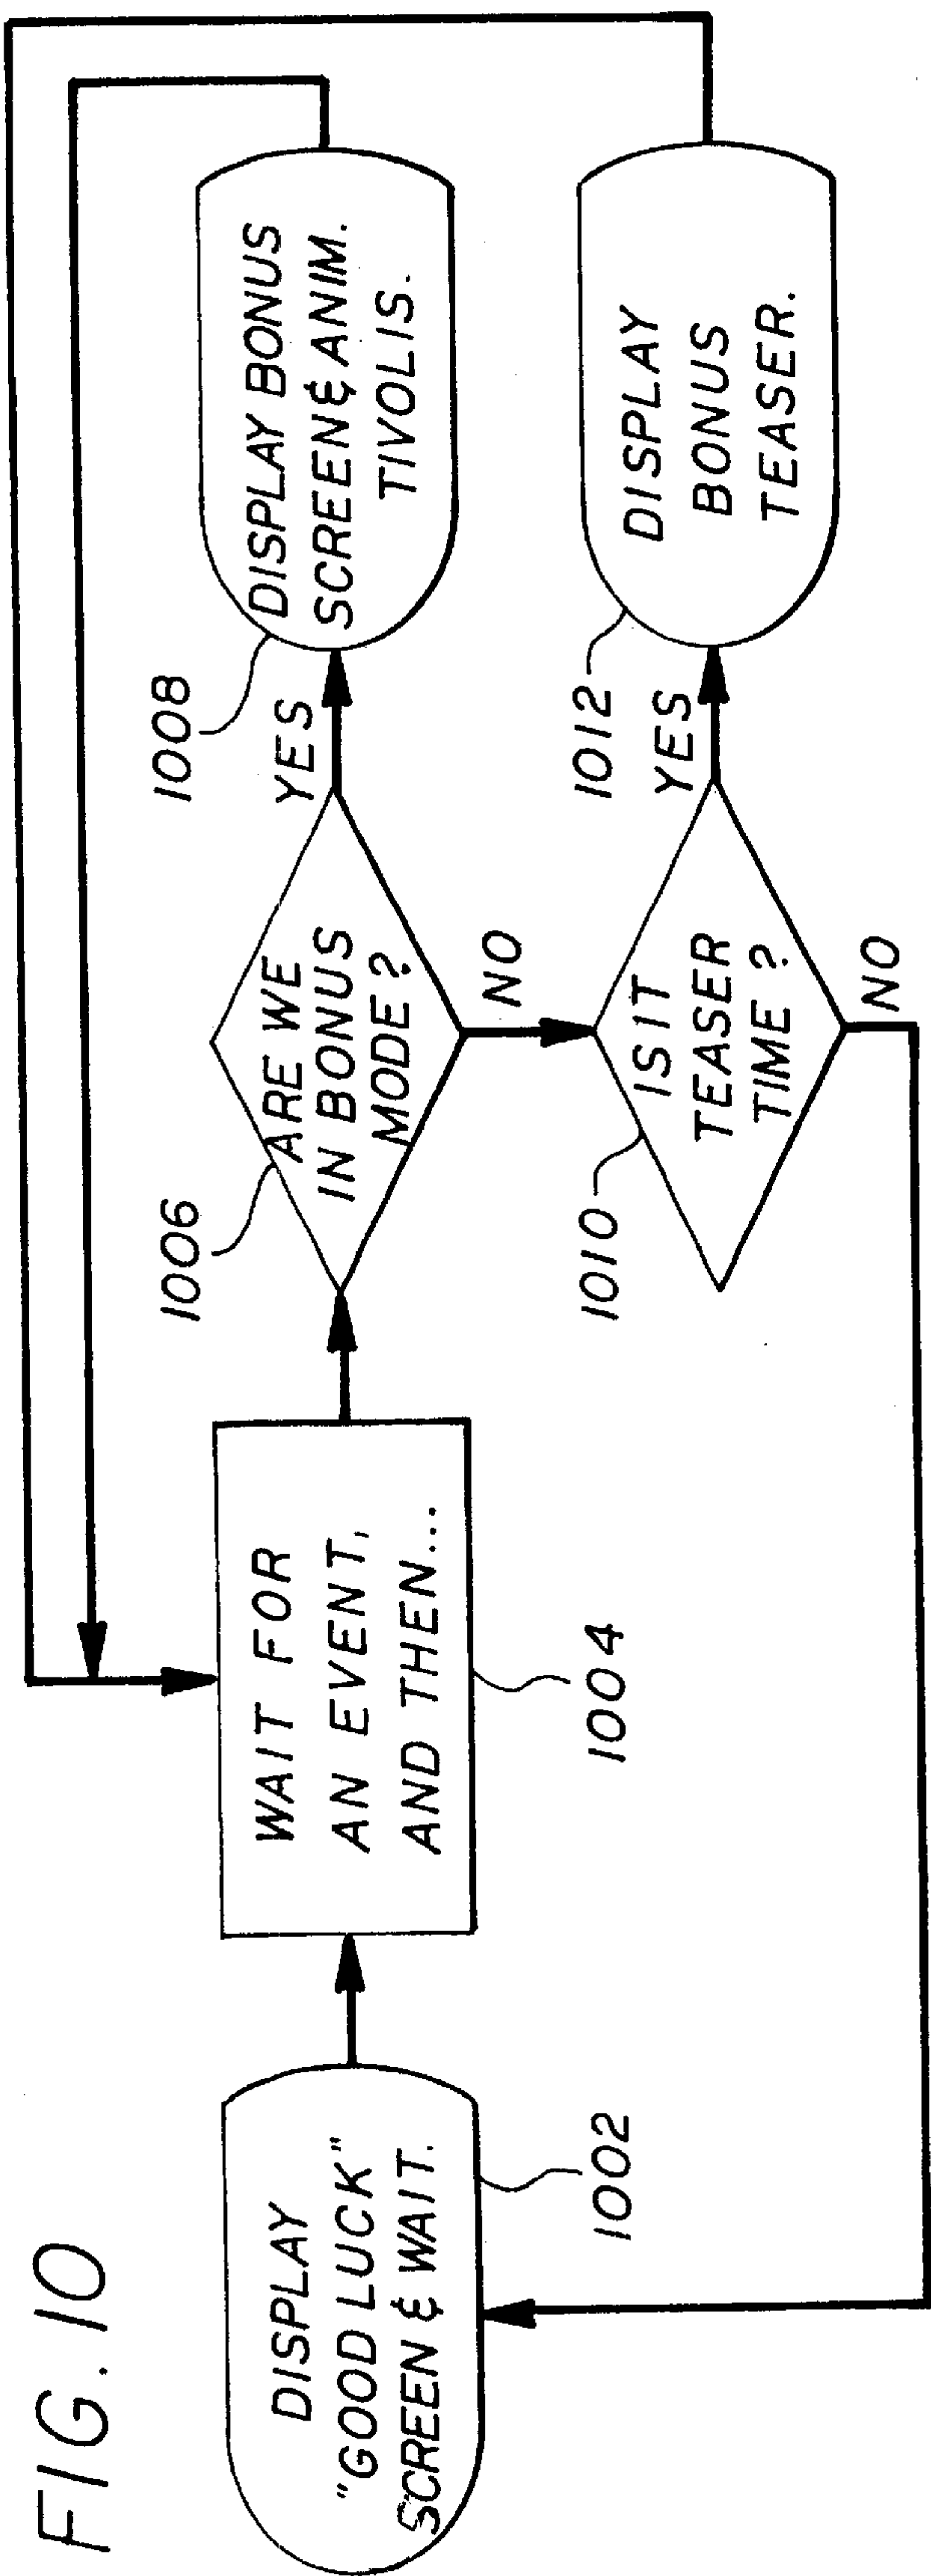 FIG. 10
DISPLAY
"GOOD LUCK"
SCREEN & WAIT.
1002
WAIT FOR
AN EVENT,
AND THEN...
1004
1006
ARE WE
IN BONUS
MODE?
YES
NO
1008
DISPLAY BONUS
SCREEN & ANIM.
TIVOLIS.
1010
IS IT
TEASER
TIME?
YES
NO
1012
DISPLAY
BONUS
TEASER.